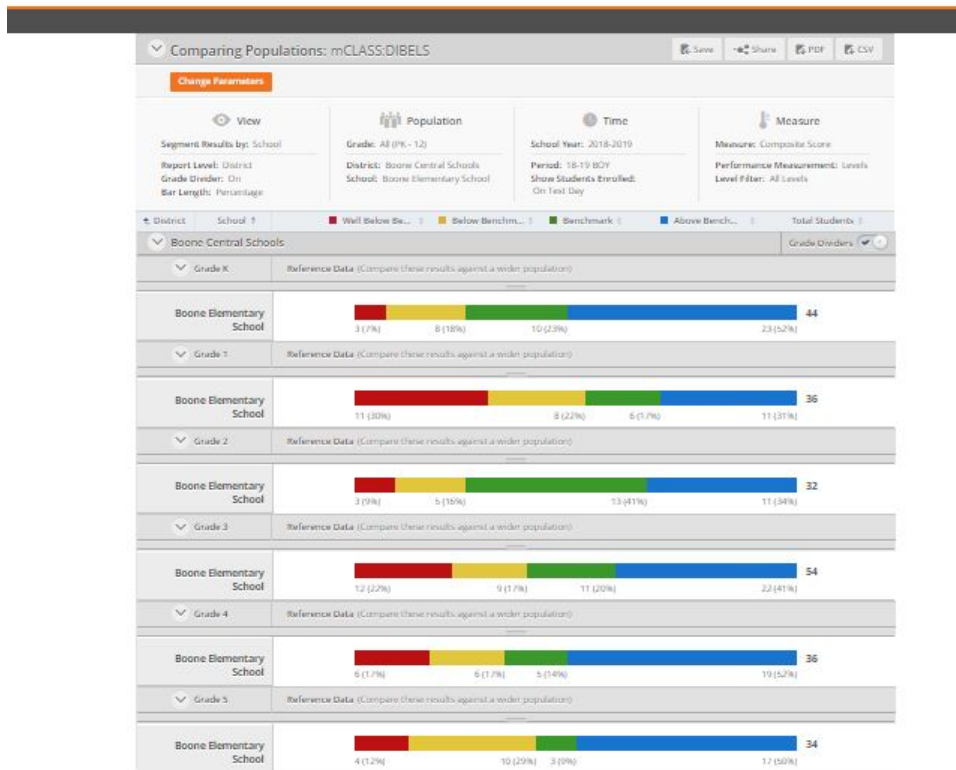 Comparing Populations: mCLASS:DIBELS
Save Share PDF CSV
Change Parameters
View Population Time Measure
Segment Results by: School Grade: All (PK - 12) School Year: 2018-2019 Measure: Composite Score
Report Level: District District: Boone Central Schools Period: 18-19 BOY Performance Measurement: Levels
Grade Divider: On School: Boone Elementary School Show Students Enrolled: Level Filter: All Levels
Bar Length: Percentage On Test Day
District School Well Below Be... Below Benchm... Benchmark Above Bench... Total Students
Boone Central Schools Grade Dividers
Grade K Reference Data (Compare these results against a wider population)
Boone Elementary 44
School 3 (7%) 8 (18%) 10 (23%) 23 (52%)
Grade 1 Reference Data (Compare these results against a wider population)
Boone Elementary 36
School 11 (30%) 8 (22%) 6 (17%) 11 (31%)
Grade 2 Reference Data (Compare these results against a wider population)
Boone Elementary 32
School 3 (9%) 5 (16%) 13 (41%) 11 (34%)
Grade 3 Reference Data (Compare these results against a wider population)
Boone Elementary 54
School 12 (22%) 9 (17%) 11 (20%) 22 (41%)
Grade 4 Reference Data (Compare these results against a wider population)
Boone Elementary 36
School 6 (17%) 6 (17%) 5 (14%) 19 (52%)
Grade 5 Reference Data (Compare these results against a wider population)
Boone Elementary 34
School 4 (12%) 10 (29%) 3 (9%) 17 (50%)